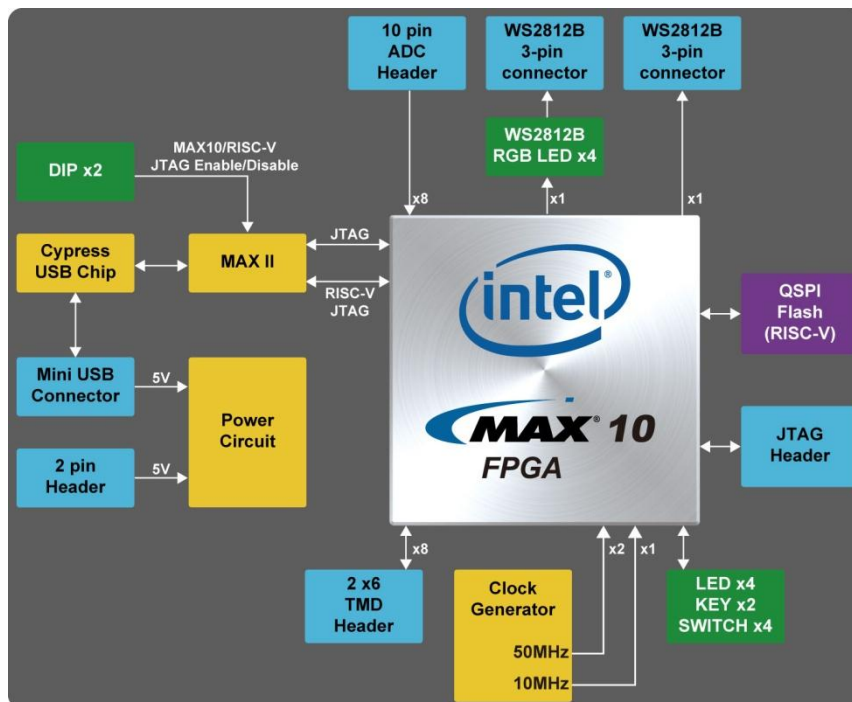 10 pin
ADC
Header
WS2812B
3-pin
connector
WS2812B
3-pin
connector
WS2812B
RGB LED x4
MAX10/RISC-V
JTAG Enable/Disable
DIP x2
x8
x1
x1
Cypress
USB Chip
MAX II
JTAG
RISC-V
JTAG
intel®
MAX® 10
FPGA
QSPI
Flash
(RISC-V)
Mini USB
Connector
5V
Power
Circuit
2 pin
Header
5V
JTAG
Header
x8
x2
x1
2 x6
TMD
Header
Clock
Generator
50MHz
10MHz
LED x4
KEY x2
SWITCH x4